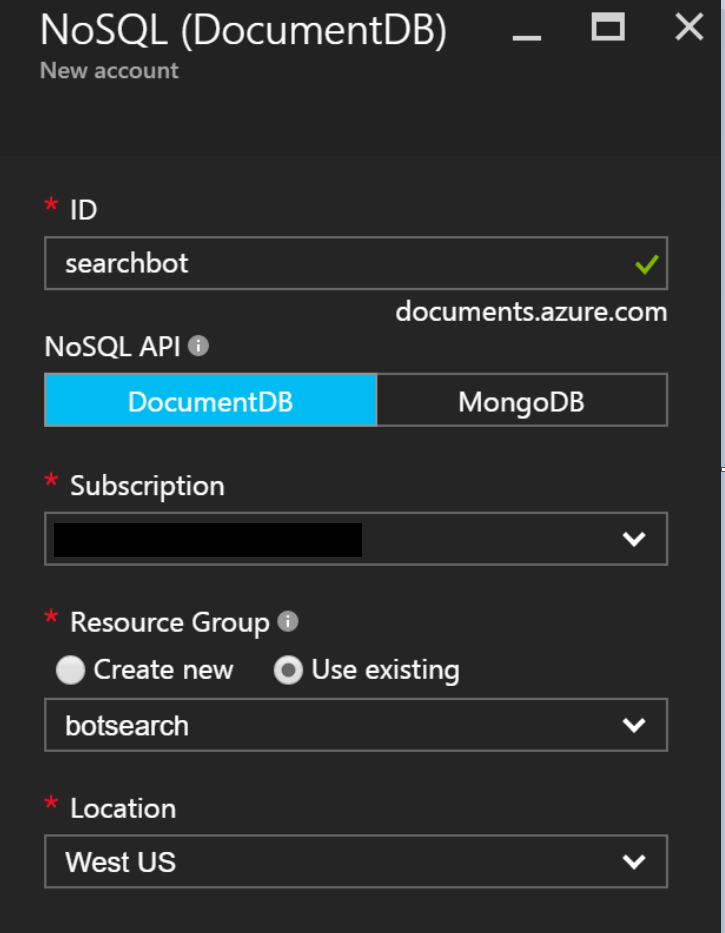 NoSQL (DocumentDB)
New account
* ID
searchbot
documents.azure.com
NoSQL API
DocumentDB MongoDB
* Subscription
* Resource Group
Create new Use existing
botsearch
* Location
West US